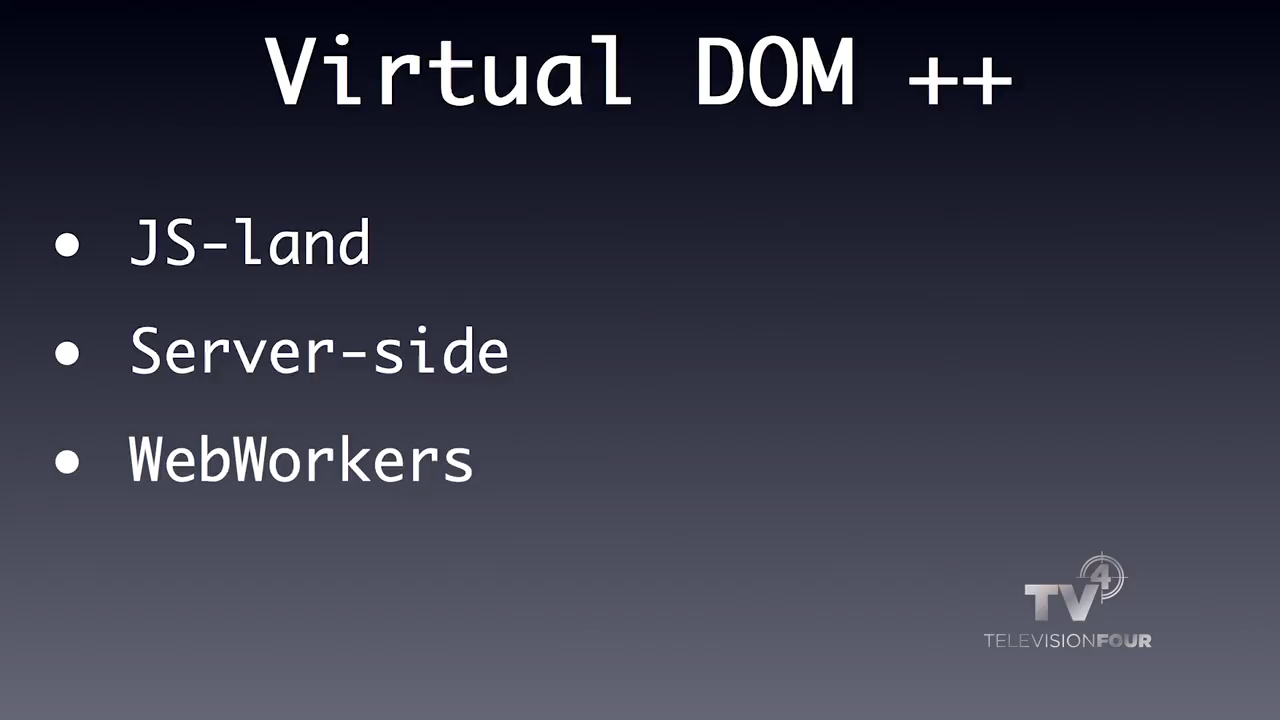 Virtual DOM ++
• JS-land
• Server-side
• WebWorkers
TV4
TELEVISIONFOUR